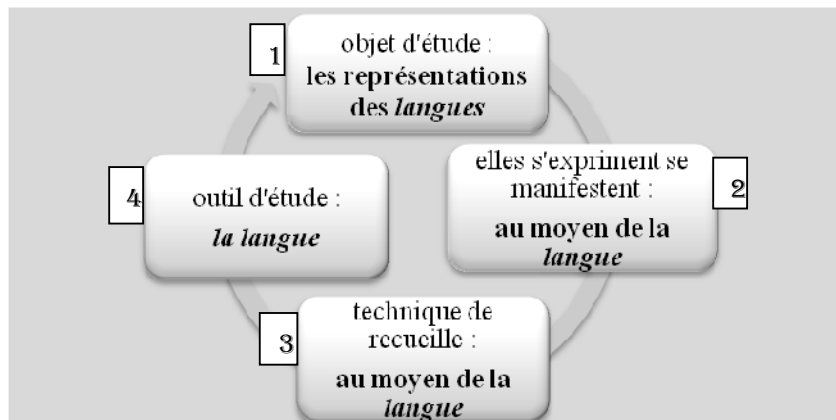 1
objet d'étude :
les représentations
des langues
2
elles s'expriment se
manifestent :
au moyen de la
langue
3
technique de
recueille :
au moyen de la
langue
4
outil d'étude :
la langue